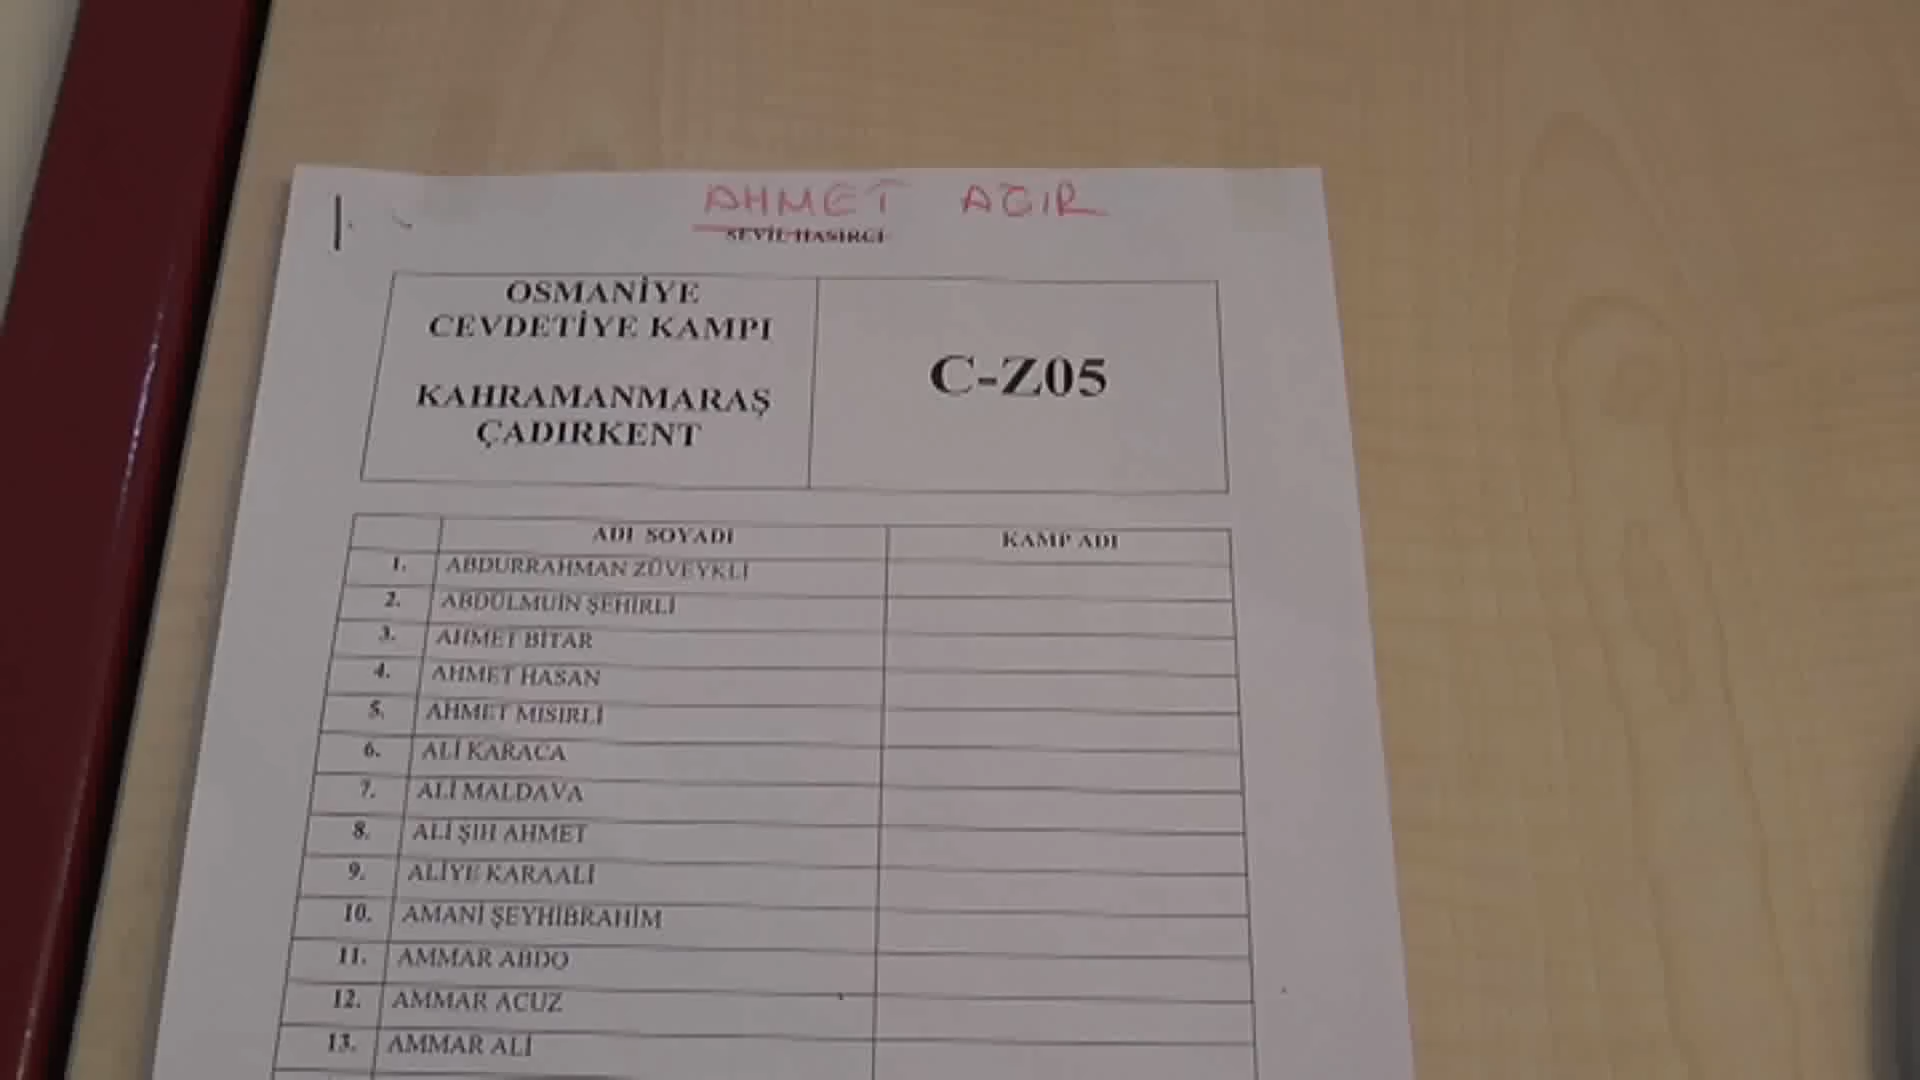 AHMET AĞIR
SEVİL HASIRCI
OSMANİYE
CEVDETİYE KAMPI
KAHRAMANMARAŞ
ÇADIRKENT
C-Z05
ADI SOYADI KAMP ADI
1. ABDURRAHMAN ZÜVEYKLİ
2. ABDÜLMUİN ŞEHİRLİ
3. AHMET BİTAR
4. AHMET HASAN
5. AHMET MISIRLI
6. ALİ KARACA
7. ALİ MALDAVA
8. ALİ ŞIH AHMET
9. ALİYE KARAALİ
10. AMANİ ŞEYHİBRAHİM
11. AMMAR ABDO
12. AMMAR ACUZ
13. AMMAR ALİ